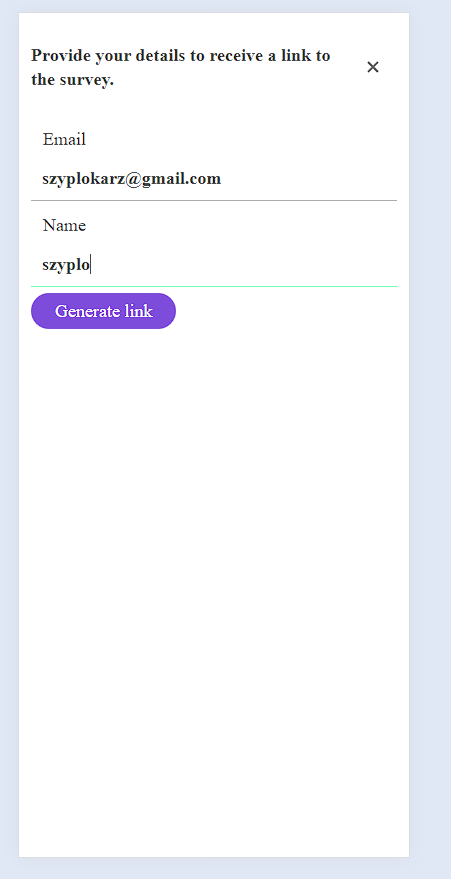 Provide your details to receive a link to
the survey.
Email
szyplokarz@gmail.com
Name
szyplo
Generate link